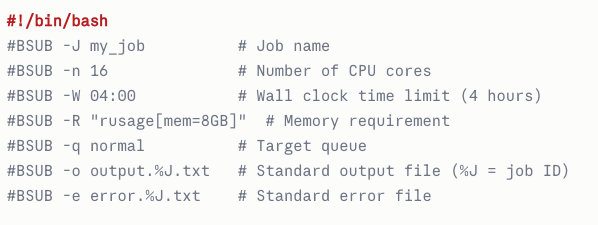 #!/bin/bash
#BSUB -J my_job          # Job name
#BSUB -n 16              # Number of CPU cores
#BSUB -W 04:00           # Wall clock time limit (4 hours)
#BSUB -R "rusage[mem=8GB]"  # Memory requirement
#BSUB -q normal          # Target queue
#BSUB -o output.%J.txt   # Standard output file (%J = job ID)
#BSUB -e error.%J.txt    # Standard error file